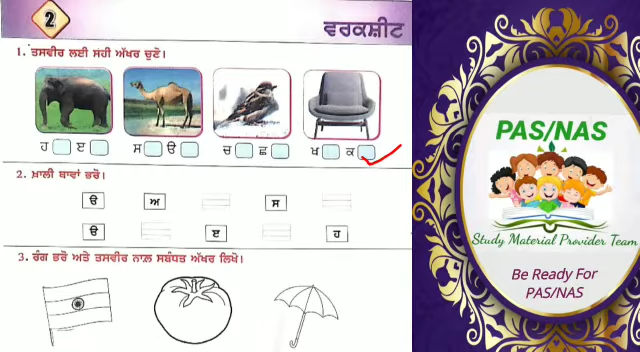 2
ਵਰਕਸ਼ੀਟ
1. ਤਸਵੀਰ ਲਈ ਸਹੀ ਅੱਖਰ ਚੁਣੋ।
ਹ ੲ ਸ ੳ ਚ ਛ ਖ ਕ
2. ਖ਼ਾਲੀ ਥਾਵਾਂ ਭਰੋ।
ੳ ਅ ਸ
ੳ ੲ ਹ
3. ਰੰਗ ਭਰੋ ਅਤੇ ਤਸਵੀਰ ਨਾਲ਼ ਸਬੰਧਤ ਅੱਖਰ ਲਿਖੋ।
PAS/NAS
Study Material Provider Team
Be Ready For
PAS/NAS